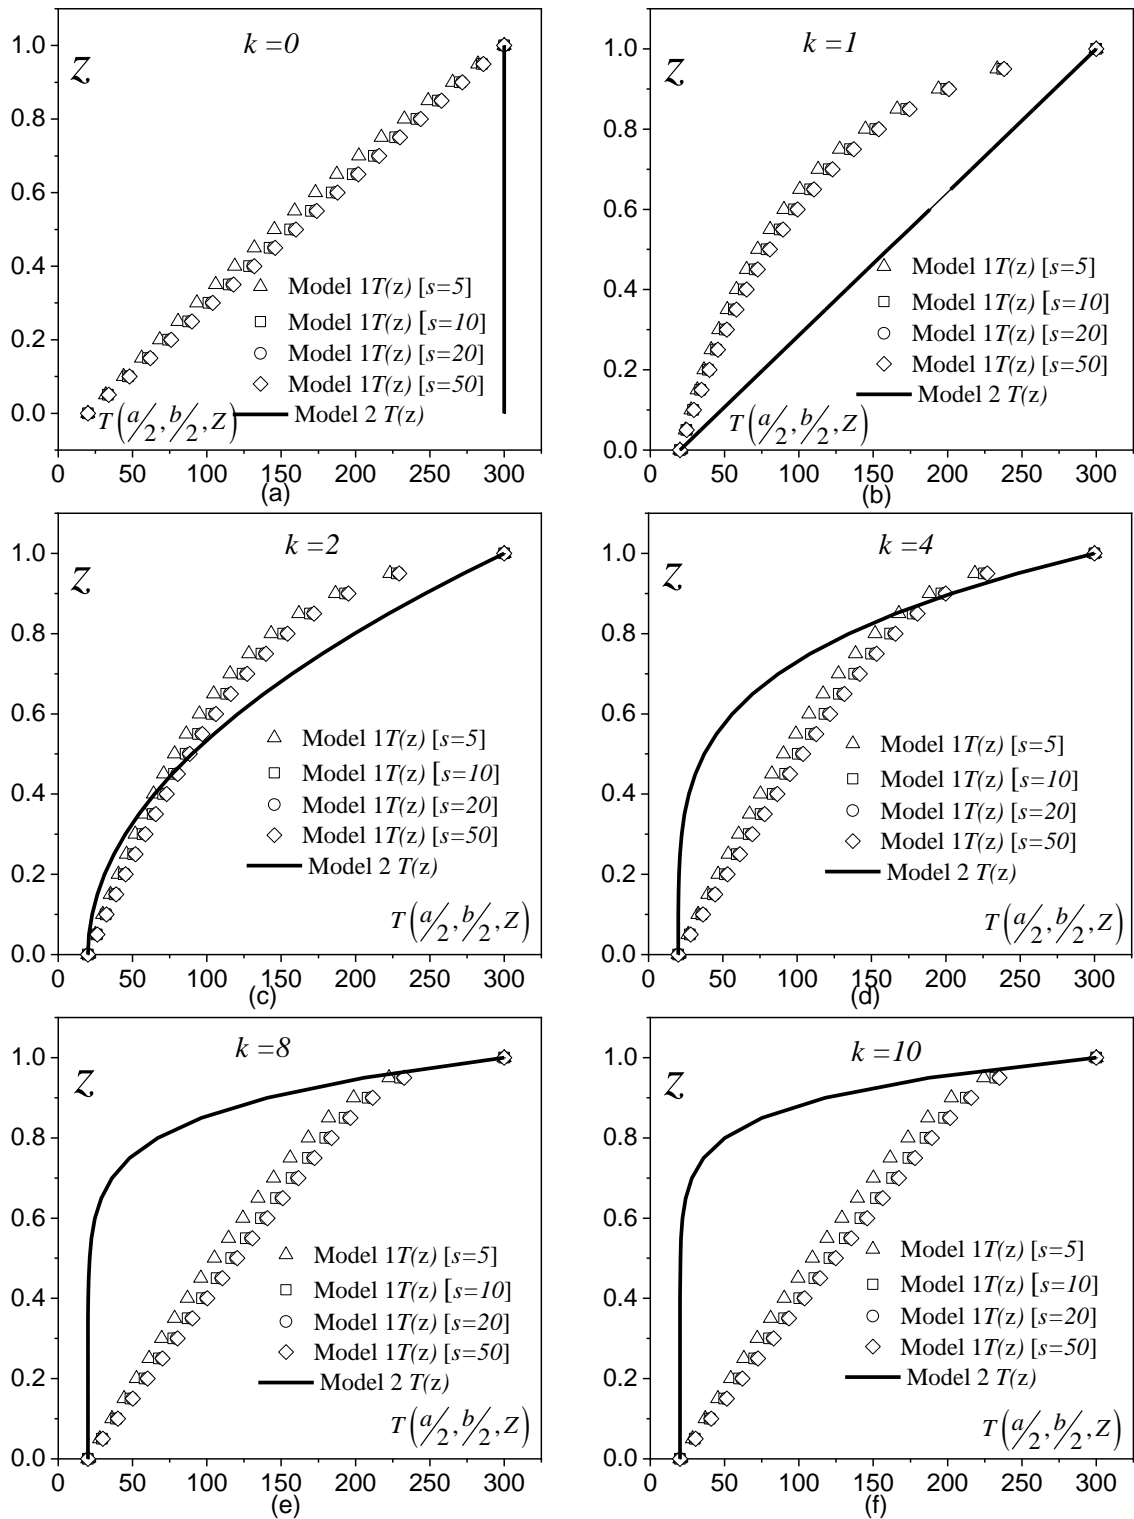 k =0
z
1.0
0.8
0.6
0.4
0.2
0.0
Model 1T(z) [s=5]
Model 1T(z) [s=10]
Model 1T(z) [s=20]
Model 1T(z) [s=50]
Model 2 T(z)
T(a/2, b/2, Z)
50 100 150 200 250 300
(a)
k =1
z
1.0
0.8
0.6
0.4
0.2
0.0
Model 1T(z) [s=5]
Model 1T(z) [s=10]
Model 1T(z) [s=20]
Model 1T(z) [s=50]
Model 2 T(z)
T(a/2, b/2, Z)
50 100 150 200 250 300
(b)
k =2
z
1.0
0.8
0.6
0.4
0.2
0.0
Model 1T(z) [s=5]
Model 1T(z) [s=10]
Model 1T(z) [s=20]
Model 1T(z) [s=50]
Model 2 T(z)
T(a/2, b/2, Z)
50 100 150 200 250 300
(c)
k =4
z
1.0
0.8
0.6
0.4
0.2
0.0
Model 1T(z) [s=5]
Model 1T(z) [s=10]
Model 1T(z) [s=20]
Model 1T(z) [s=50]
Model 2 T(z)
T(a/2, b/2, Z)
50 100 150 200 250 300
(d)
k =8
z
1.0
0.8
0.6
0.4
0.2
0.0
Model 1T(z) [s=5]
Model 1T(z) [s=10]
Model 1T(z) [s=20]
Model 1T(z) [s=50]
Model 2 T(z)
T(a/2, b/2, Z)
50 100 150 200 250 300
(e)
k =10
z
1.0
0.8
0.6
0.4
0.2
0.0
Model 1T(z) [s=5]
Model 1T(z) [s=10]
Model 1T(z) [s=20]
Model 1T(z) [s=50]
Model 2 T(z)
T(a/2, b/2, Z)
50 100 150 200 250 300
(f)